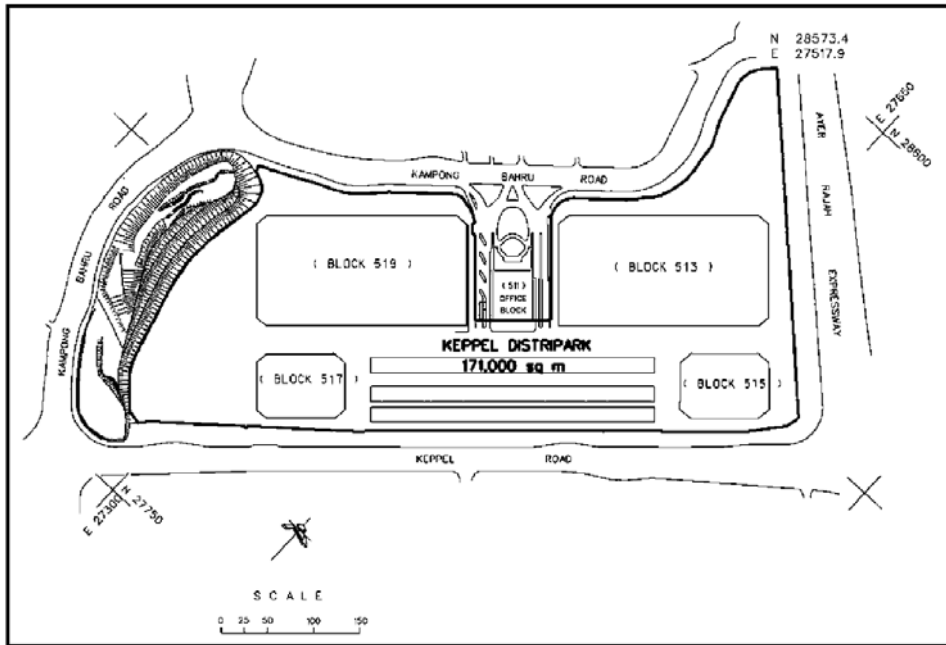 N 28573.4
E 27517.9
E 27650
N 28600
AYER
RAJAH
EXPRESSWAY
KAMPONG BAHRU ROAD
ROAD
BAHRU
KAMPONG
( BLOCK 519 )
( BLOCK 513 )
( 511 )
OFFICE
BLOCK
KEPPEL DISTRIPARK
171,000 sq m
( BLOCK 517 )
( BLOCK 515 )
KEPPEL ROAD
E 27300
N 27750
SCALE
0 25 50 100 150